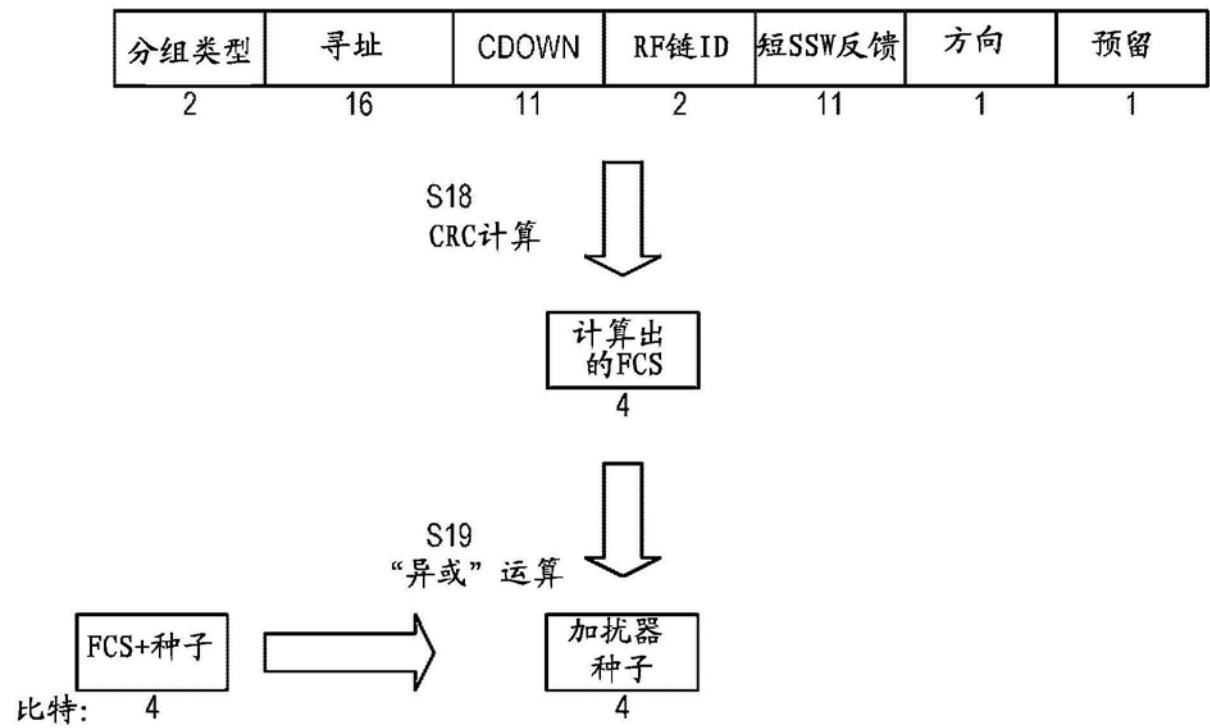 分组类型 寻址 CDOWN RF链ID 短SSW反馈 方向 预留
2 16 11 2 11 1 1
S18
CRC计算
计算出
的FCS
4
S19
“异或”运算
FCS+种子
加扰器
种子
比特: 4 4